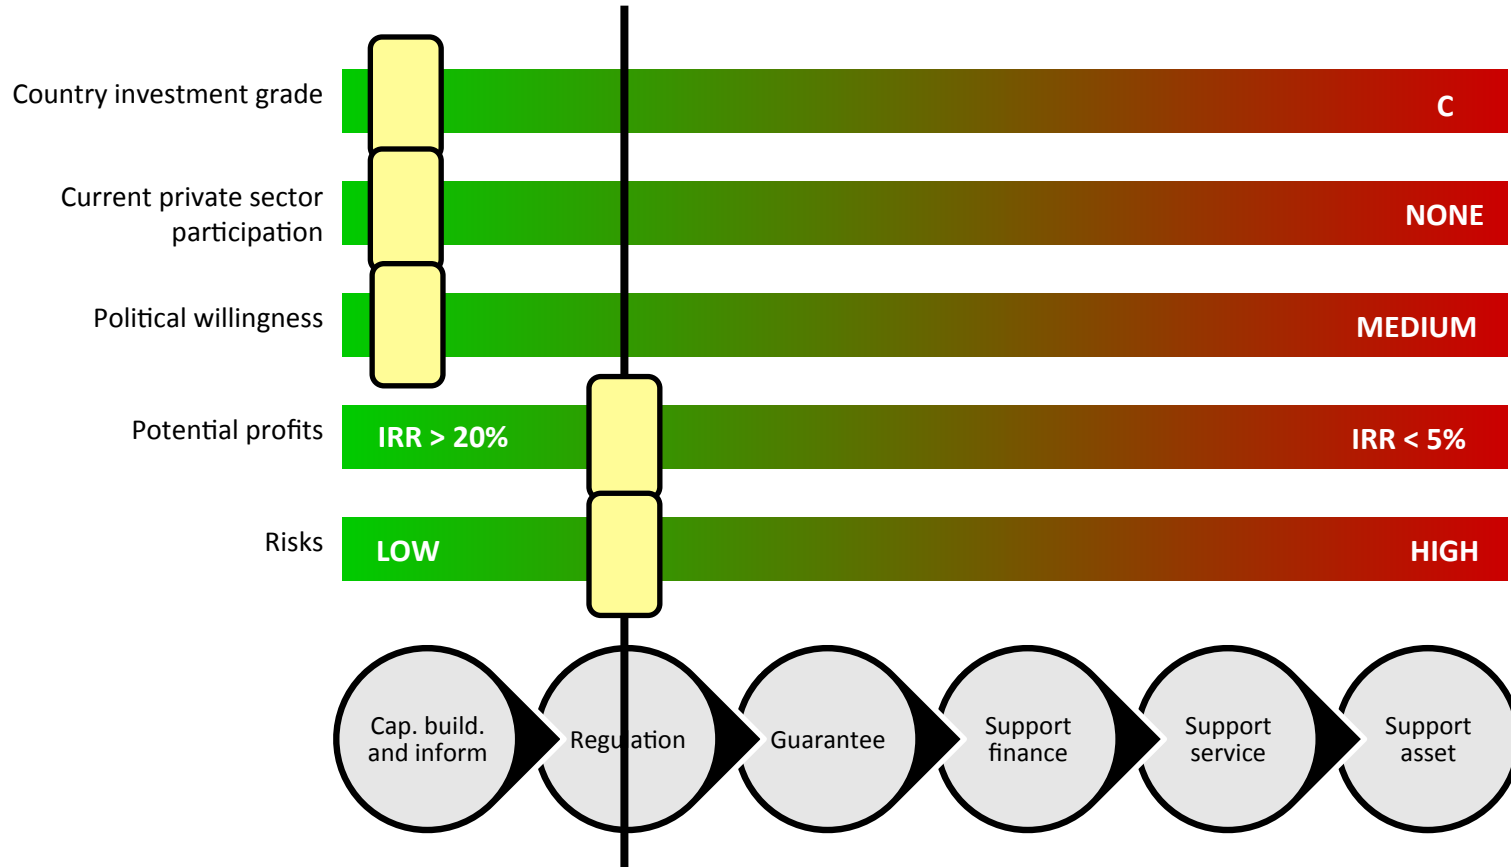 Country investment grade
C
Current private sector
participation
NONE
Political willingness
MEDIUM
Potential profits
IRR > 20%
IRR < 5%
Risks
LOW
HIGH
Cap. build.
and inform
Regulation
Guarantee
Support
finance
Support
service
Support
asset